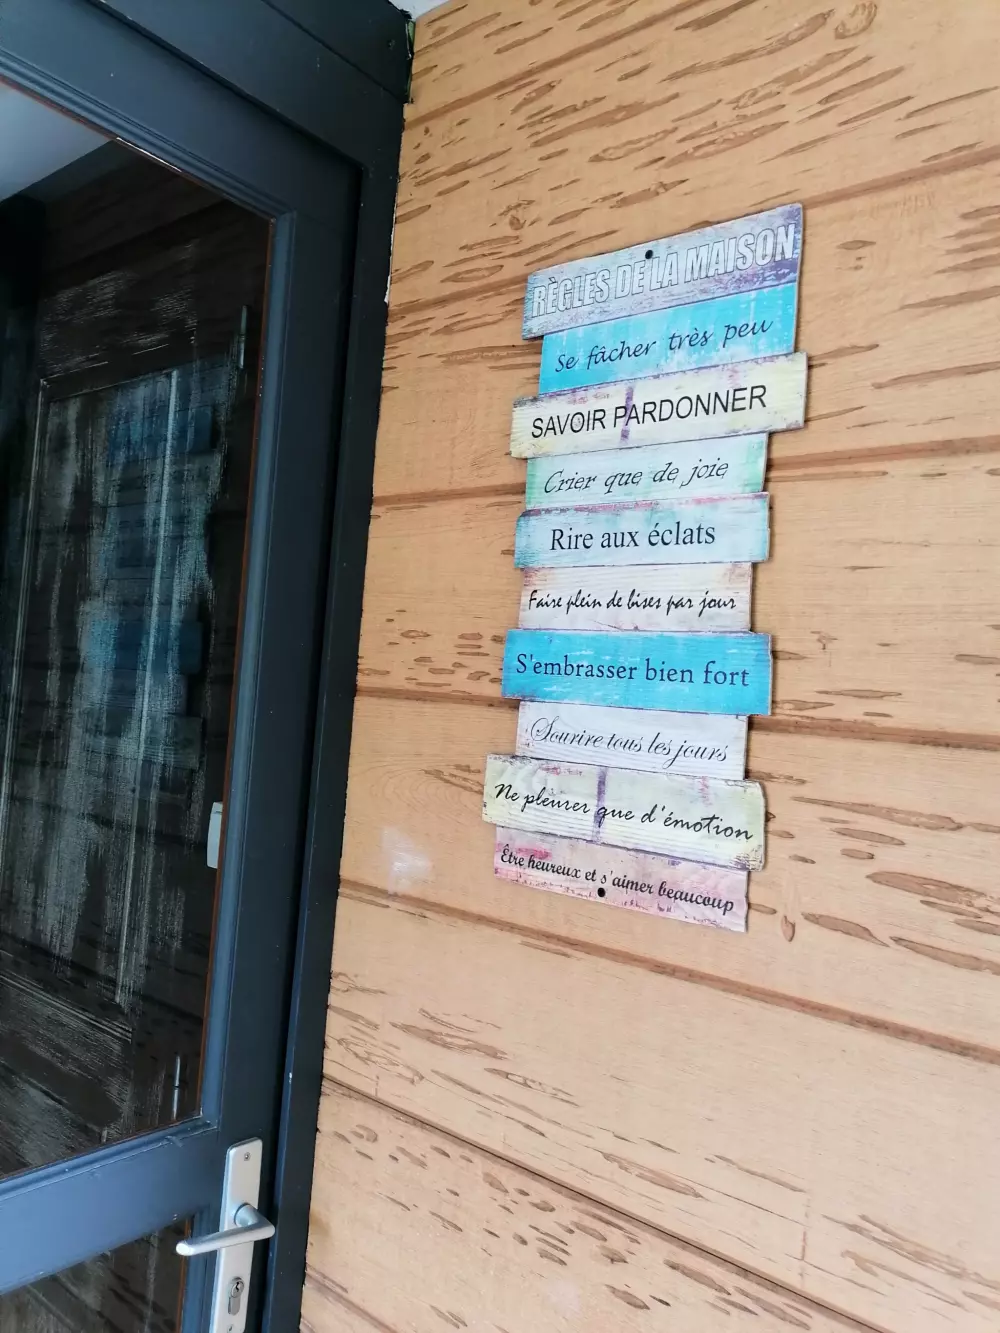 RÈGLES DE LA MAISON
Se fâcher très peu
SAVOIR PARDONNER
Crier que de joie
Rire aux éclats
Faire plein de bises par jour
S'embrasser bien fort
Sourire tous les jours
Ne pleurer que d'émotion
Être heureux et s'aimer beaucoup